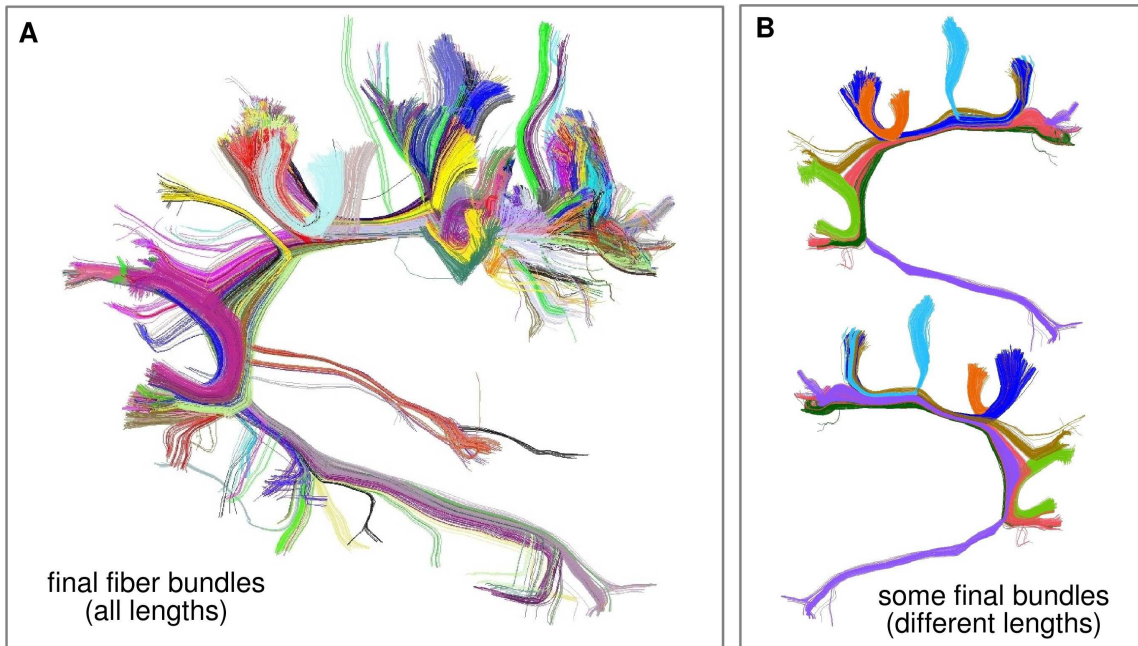 A
final fiber bundles
(all lengths)
B
some final bundles
(different lengths)